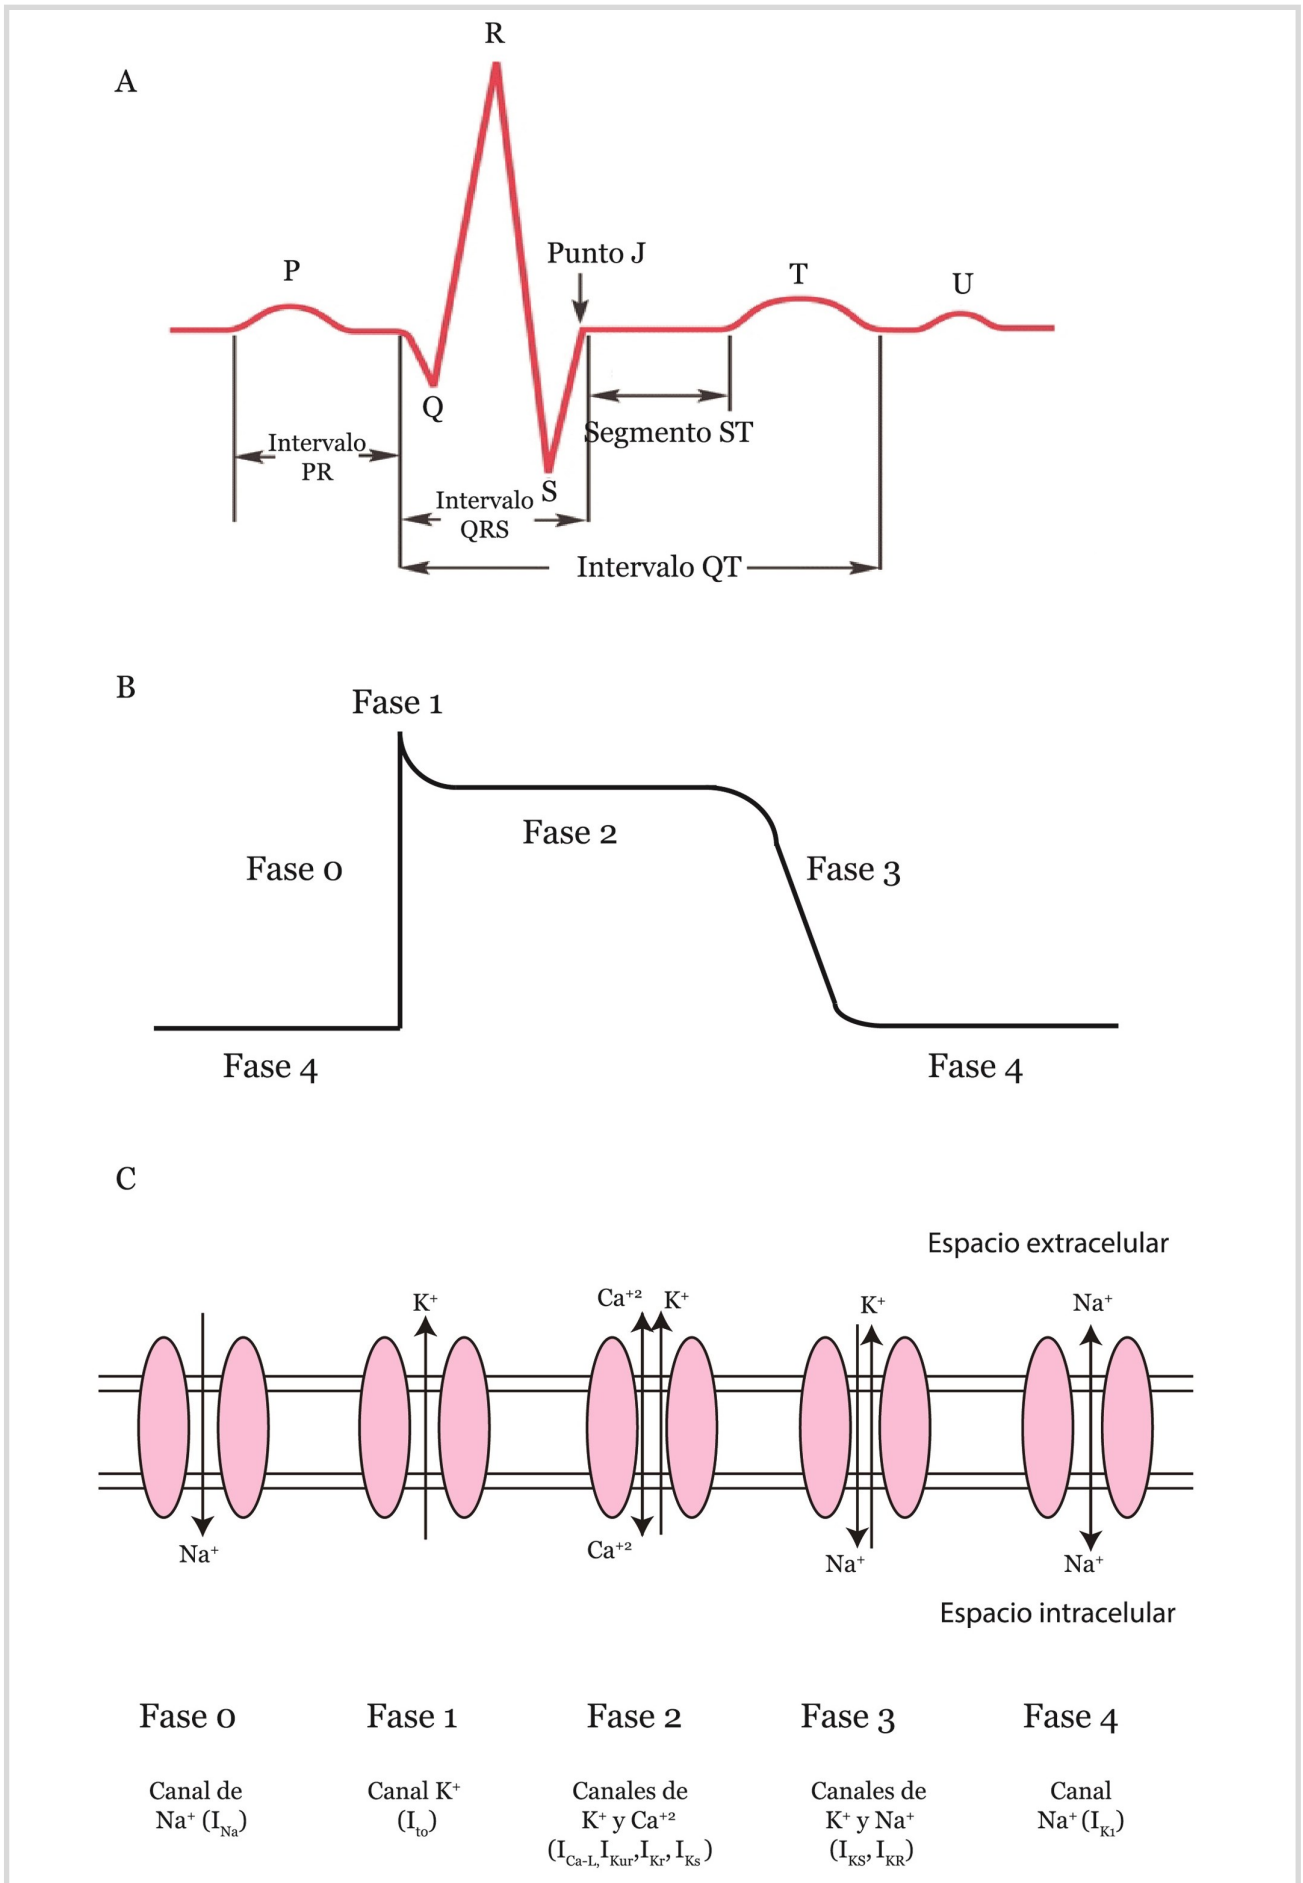 A
R
Punto J
P
T
U
Q
Segmento ST
Intervalo
PR
S
Intervalo
QRS
Intervalo QT
B
Fase 1
Fase 2
Fase 0
Fase 3
Fase 4
Fase 4
C
Espacio extracelular
K⁺
Ca⁺²
K⁺
K⁺
Na⁺
Na⁺
Ca⁺²
Na⁺
Na⁺
Espacio intracelular
Fase 0
Fase 1
Fase 2
Fase 3
Fase 4
Canal de
Na⁺ (I_Na)
Canal K⁺
(I_to)
Canales de
K⁺ y Ca⁺²
(I_Ca-L, I_Kur, I_Kr, I_Ks)
Canales de
K⁺ y Na⁺
(I_KS, I_KR)
Canal
Na⁺ (I_K1)